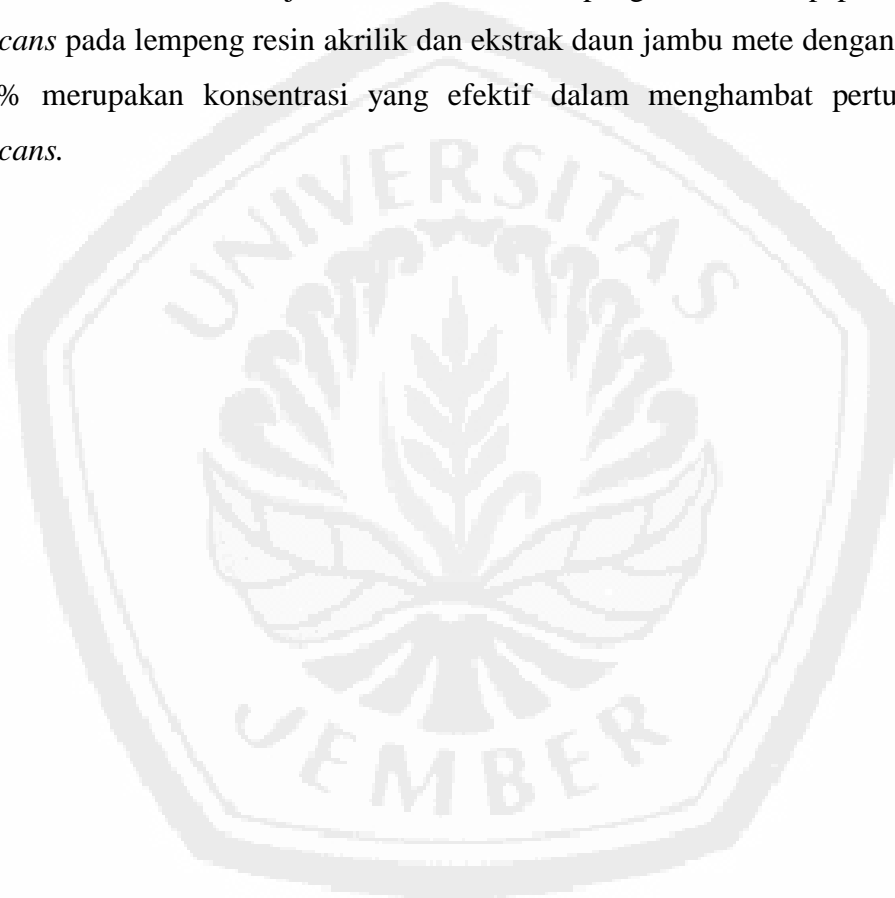 cans pada lempeng resin akrilik dan ekstrak daun jambu mete dengan
% merupakan konsentrasi yang efektif dalam menghambat pertu
cans.
UNIVERSITAS
JEMBER